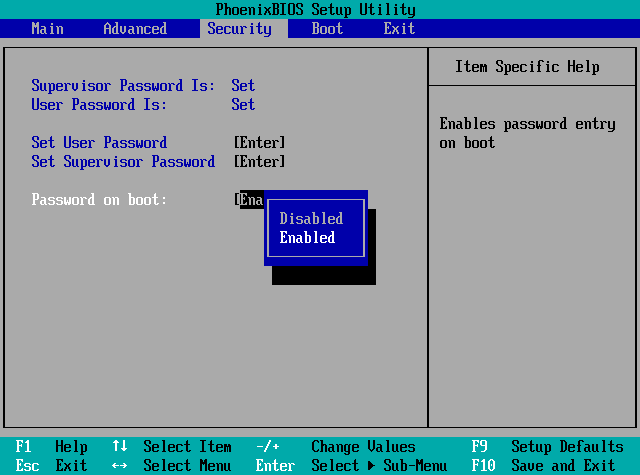 PhoenixBIOS Setup Utility
Main Advanced Security Boot Exit
Item Specific Help
Supervisor Password Is: Set
User Password Is: Set
Enables password entry
on boot
Set User Password [Enter]
Set Supervisor Password [Enter]
Password on boot: [Ena
Disabled
Enabled
F1 Help ↑↓ Select Item -/+ Change Values F9 Setup Defaults
Esc Exit ↔ Select Menu Enter Select ▶ Sub-Menu F10 Save and Exit